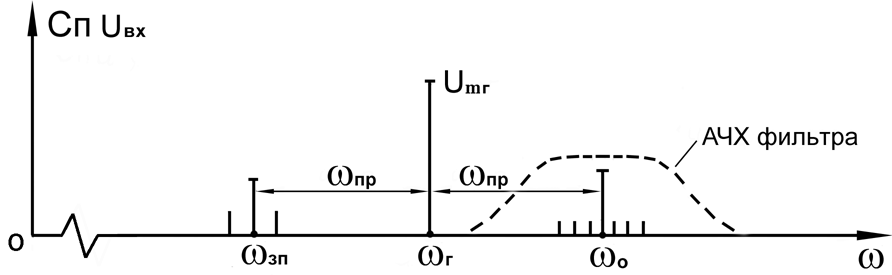 Сп Uвх
Umг
АЧХ фильтра
ωпр ωпр
о ωзп ωг ωо ω